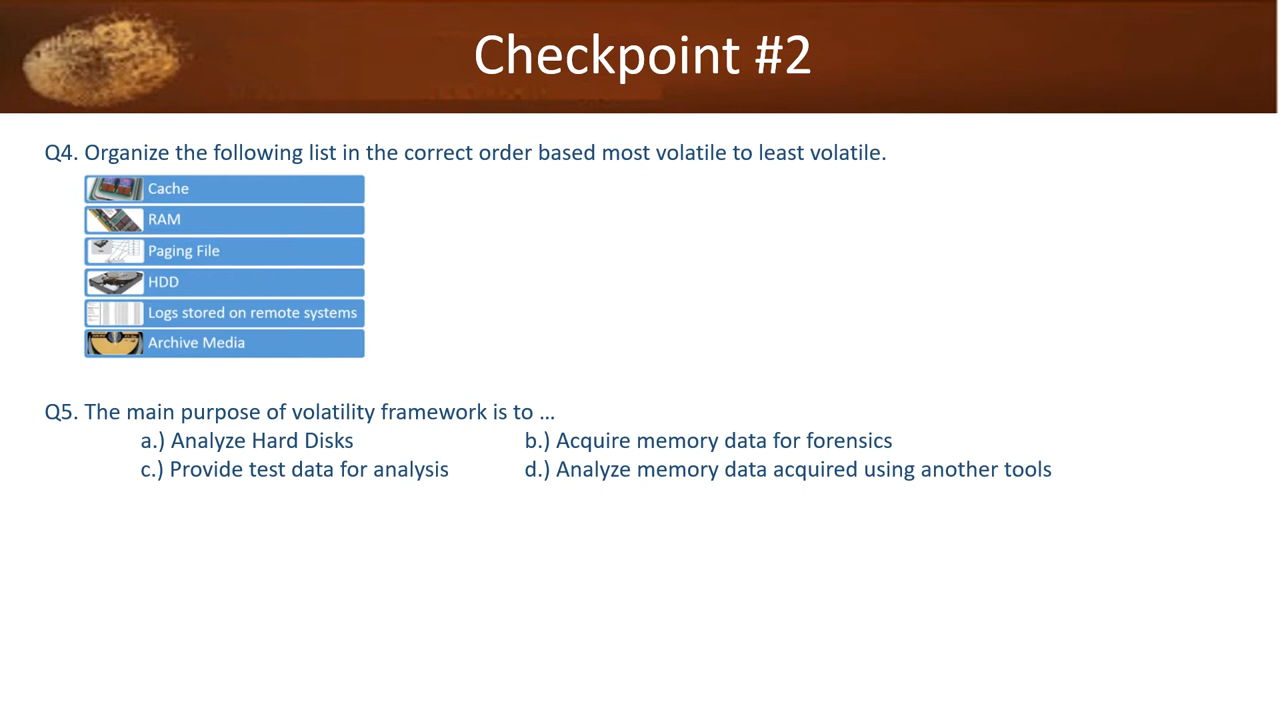 Checkpoint #2
Q4. Organize the following list in the correct order based most volatile to least volatile.
Cache
RAM
Paging File
HDD
Logs stored on remote systems
Archive Media
Q5. The main purpose of volatility framework is to …
a.) Analyze Hard Disks b.) Acquire memory data for forensics
c.) Provide test data for analysis d.) Analyze memory data acquired using another tools